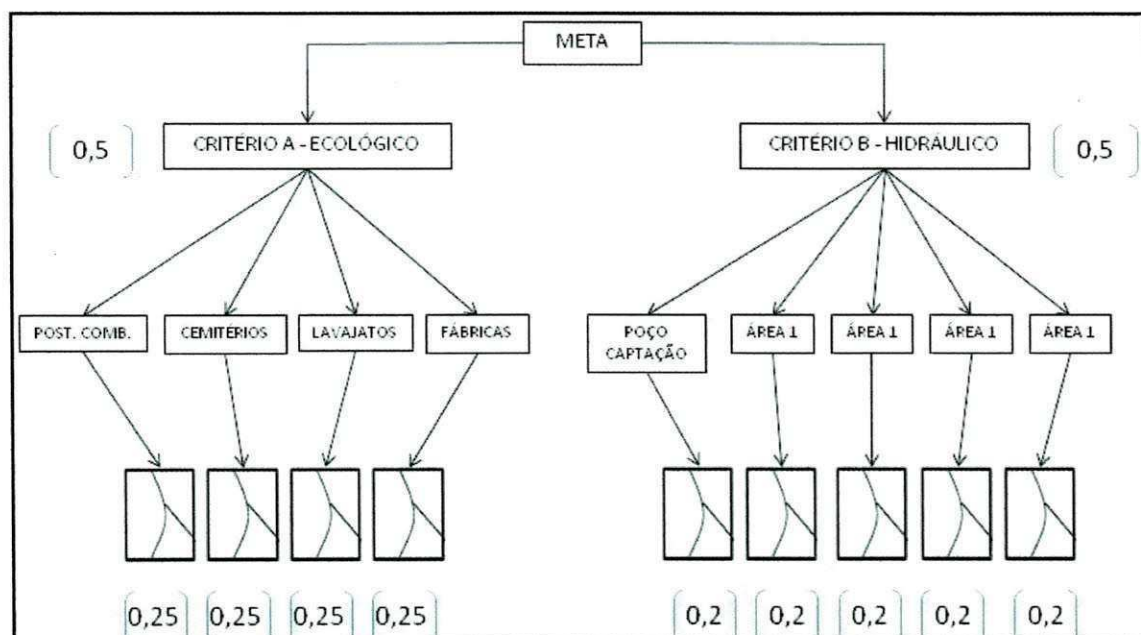 META
0,5
CRITÉRIO A - ECOLÓGICO
CRITÉRIO B - HIDRÁULICO
0,5
POST. COMB.
CEMITÉRIOS
LAVAJATOS
FÁBRICAS
POÇO
CAPTAÇÃO
ÁREA 1
ÁREA 1
ÁREA 1
ÁREA 1
0,25
0,25
0,25
0,25
0,2
0,2
0,2
0,2
0,2